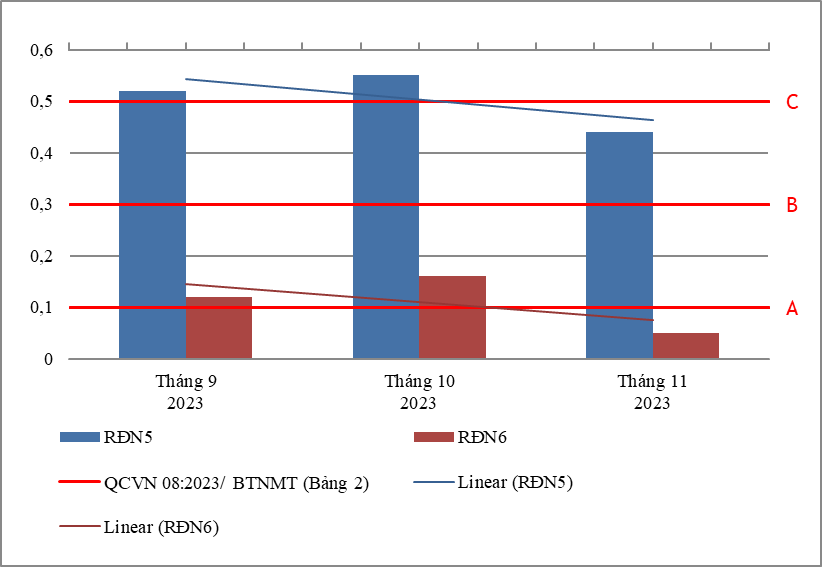 0,6
0,5
C
0,4
0,3
B
0,2
0,1
A
0
Tháng 9
2023
Tháng 10
2023
Tháng 11
2023
RĐN5
RĐN6
QCVN 08:2023/ BTNMT (Bảng 2)
Linear (RĐN5)
Linear (RĐN6)